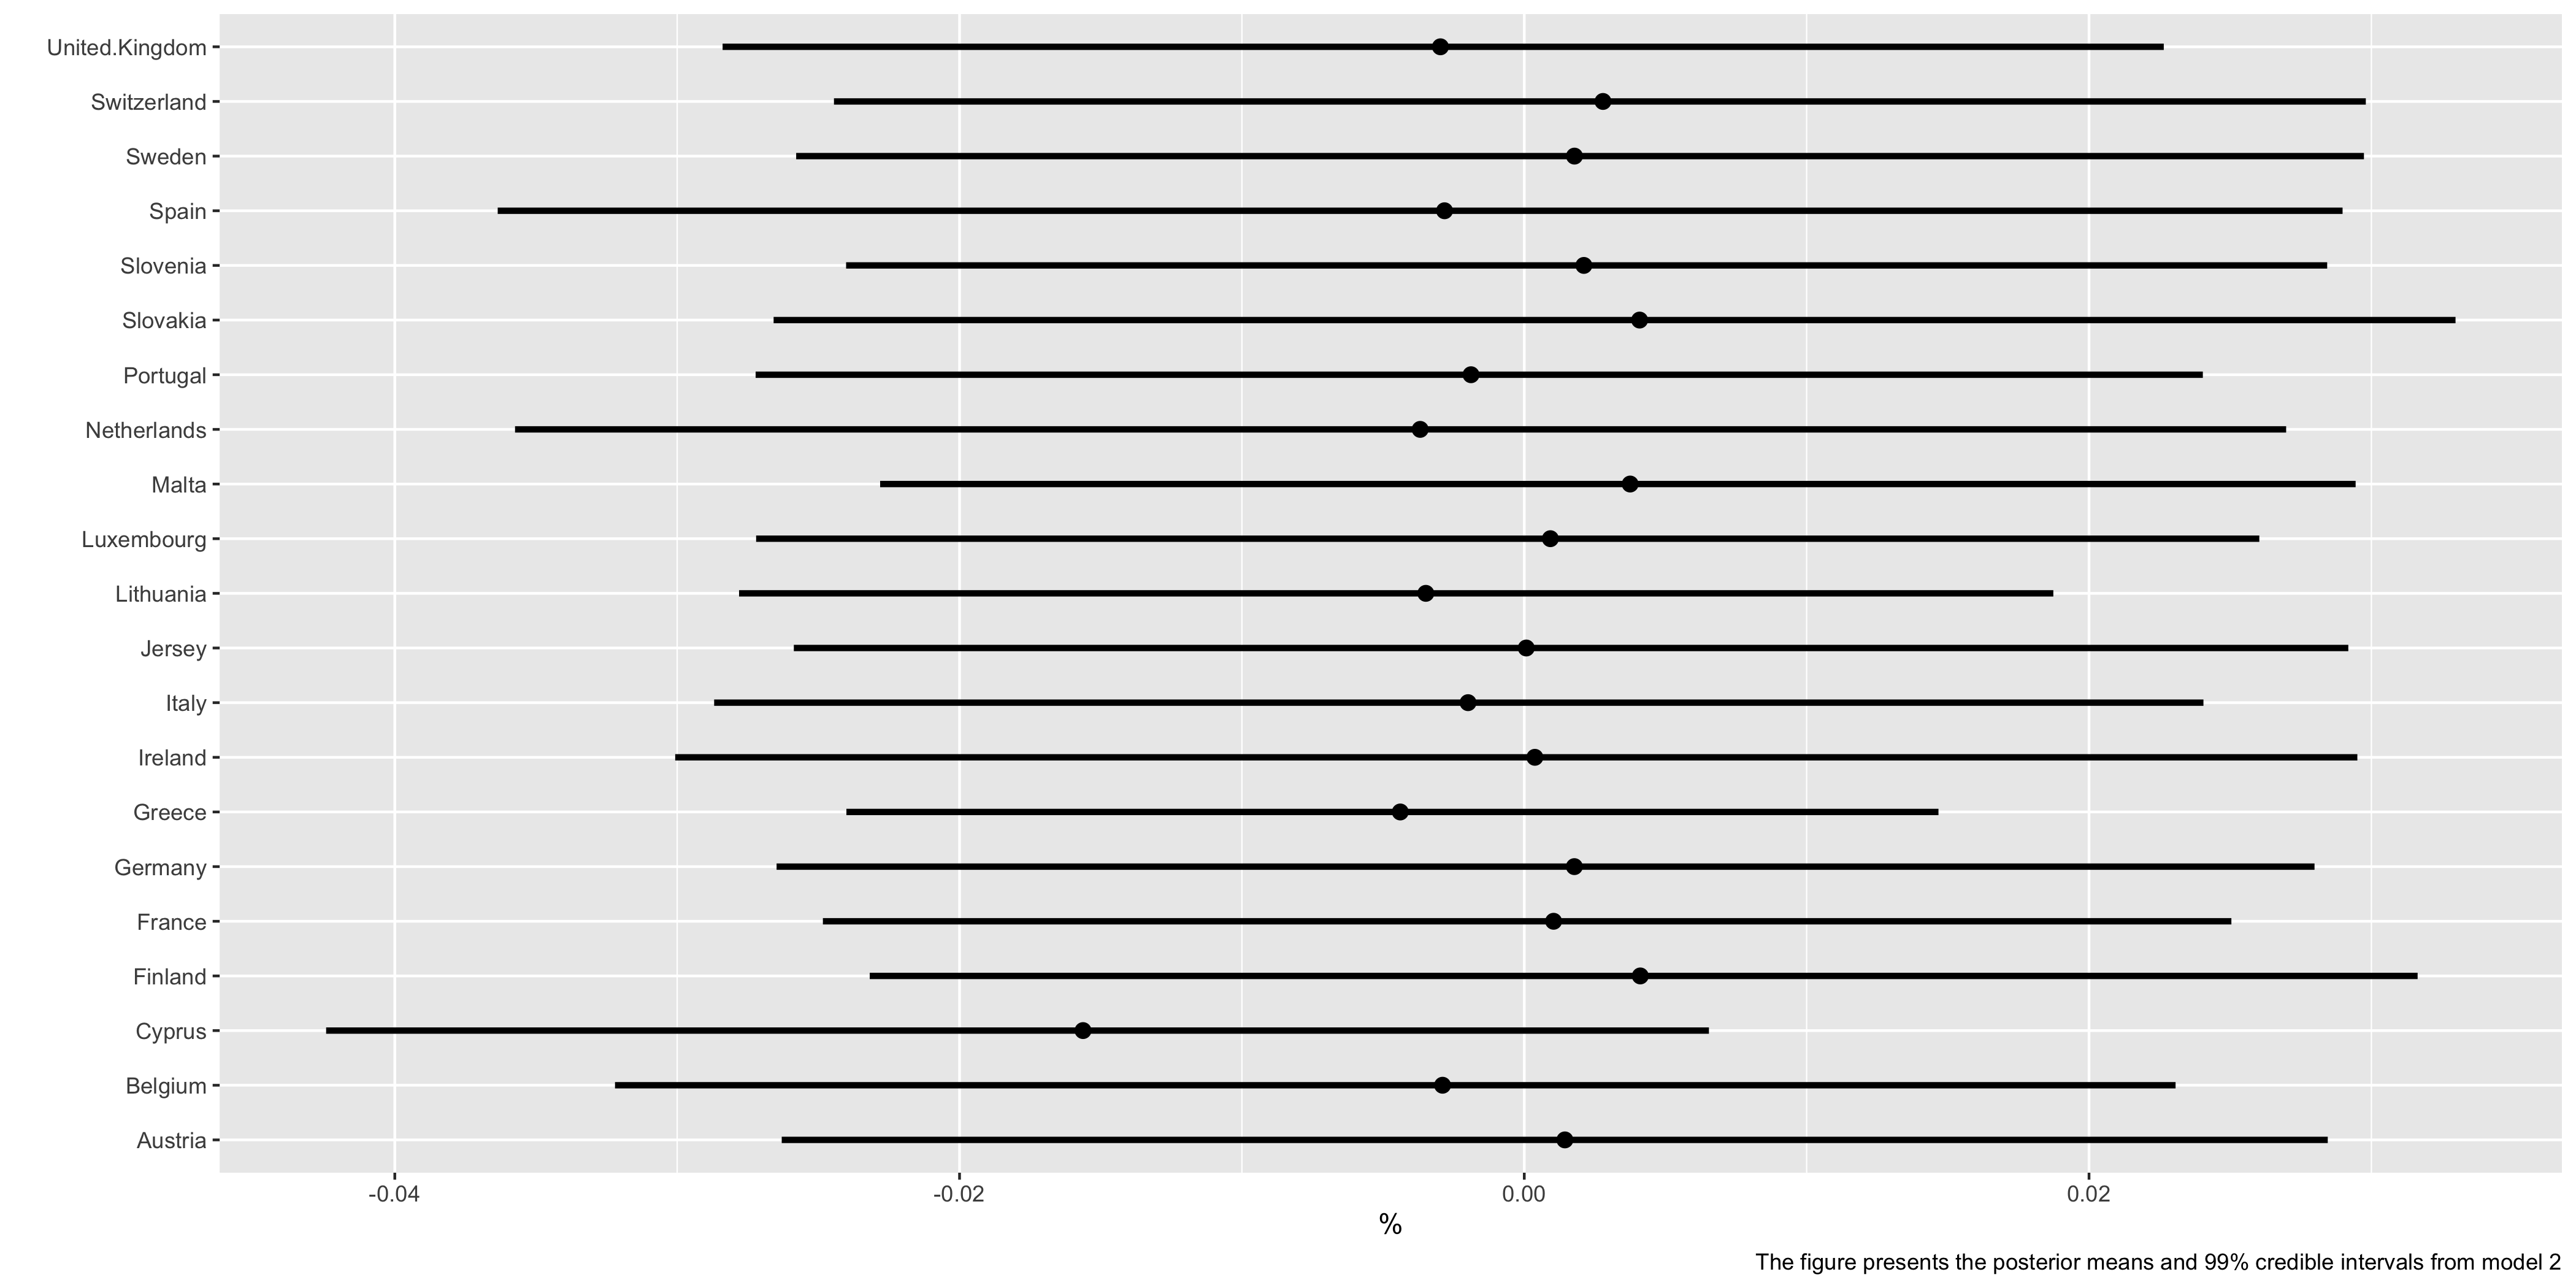 United.Kingdom
Switzerland
Sweden
Spain
Slovenia
Slovakia
Portugal
Netherlands
Malta
Luxembourg
Lithuania
Jersey
Italy
Ireland
Greece
Germany
France
Finland
Cyprus
Belgium
Austria
-0.04 -0.02 0.00 0.02
%
The figure presents the posterior means and 99% credible intervals from model 2